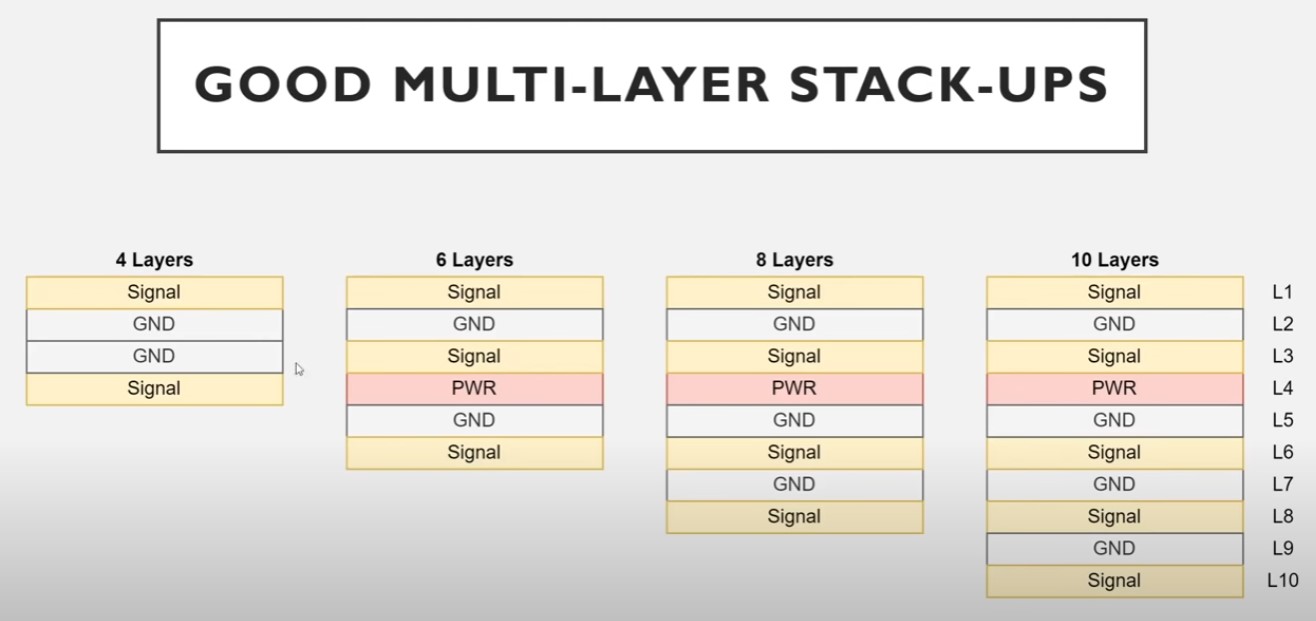 GOOD MULTI-LAYER STACK-UPS
4 Layers
Signal
GND
GND
Signal
6 Layers
Signal
GND
Signal
PWR
GND
Signal
8 Layers
Signal
GND
Signal
PWR
GND
Signal
GND
Signal
10 Layers
Signal L1
GND L2
Signal L3
PWR L4
GND L5
Signal L6
GND L7
Signal L8
GND L9
Signal L10